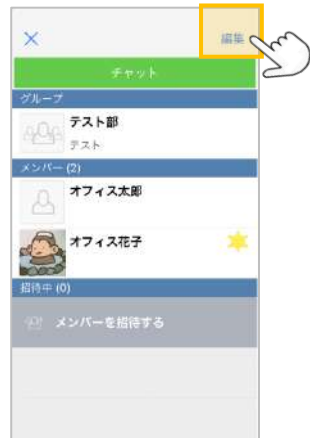 編集
チャット
グループ
テスト部
テスト
メンバー (2)
オフィス太郎
オフィス花子
招待中 (0)
メンバーを招待する